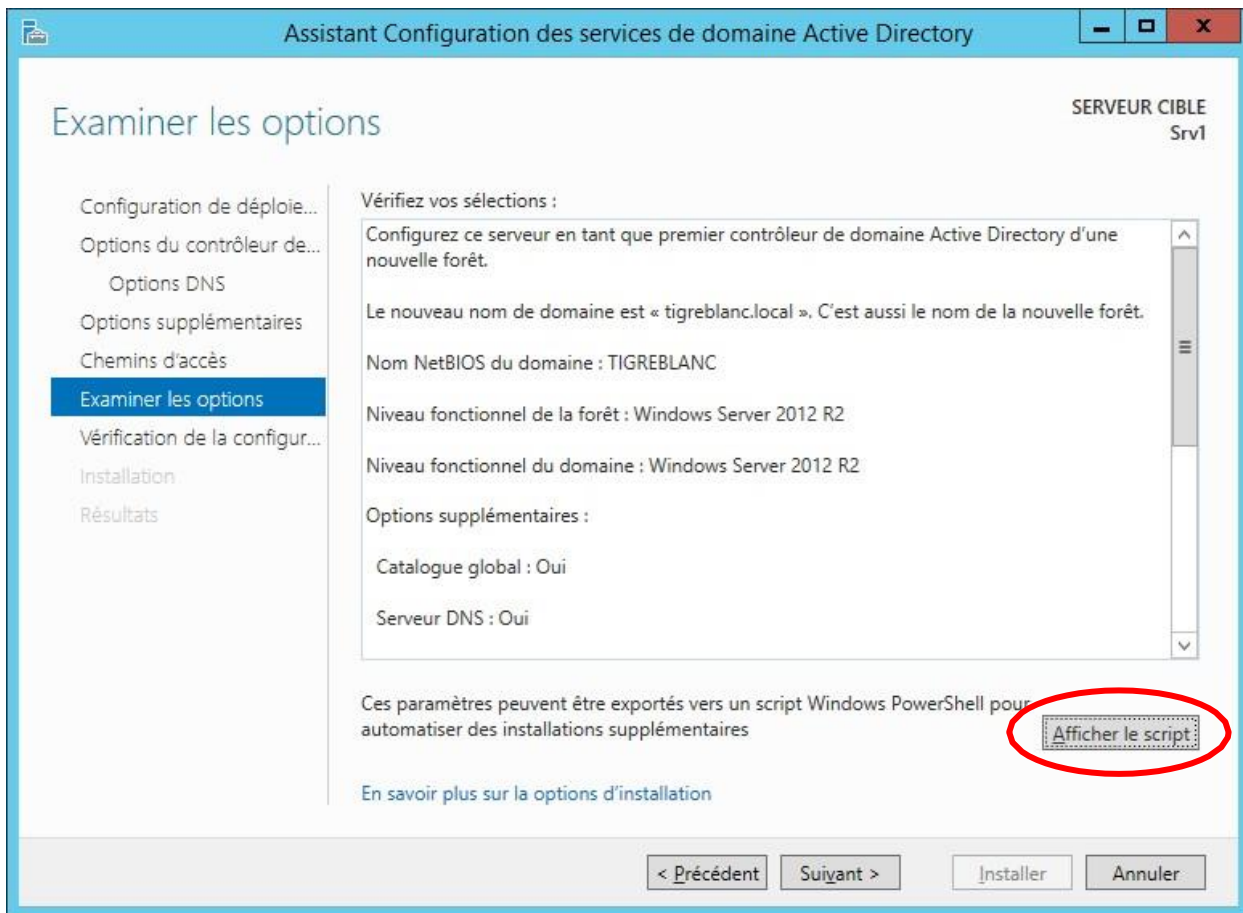 Assistant Configuration des services de domaine Active Directory
Examiner les options
SERVEUR CIBLE
Srv1
Configuration de déploie...
Options du contrôleur de...
Options DNS
Options supplémentaires
Chemins d'accès
Examiner les options
Vérification de la configur...
Installation
Résultats
Vérifiez vos sélections :
Configurez ce serveur en tant que premier contrôleur de domaine Active Directory d'une
nouvelle forêt.
Le nouveau nom de domaine est « tigreblanc.local ». C'est aussi le nom de la nouvelle forêt.
Nom NetBIOS du domaine : TIGREBLANC
Niveau fonctionnel de la forêt : Windows Server 2012 R2
Niveau fonctionnel du domaine : Windows Server 2012 R2
Options supplémentaires :
Catalogue global : Oui
Serveur DNS : Oui
Ces paramètres peuvent être exportés vers un script Windows PowerShell pour
automatiser des installations supplémentaires
Afficher le script
En savoir plus sur la options d'installation
< Précédent
Suivant >
Installer
Annuler